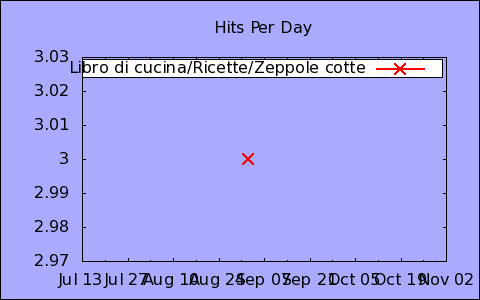 Hits Per Day
3.03
Libro di cucina/Ricette/Zeppole cotte
3.02
3.01
3
2.99
2.98
2.97
Jul 13 Jul 27 Aug 10 Aug 24 Sep 07 Sep 21 Oct 05 Oct 19 Nov 02